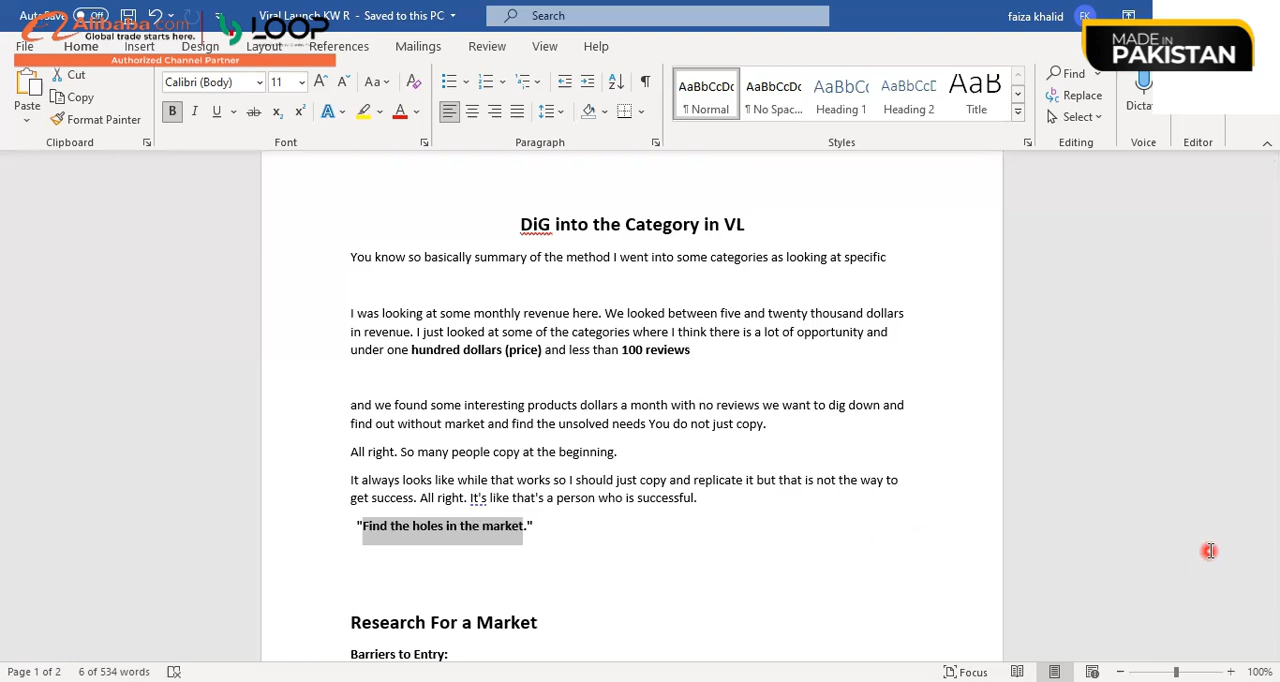 AutoSave Off Viral Launch KW R - Saved to this PC Search faiza khalid FK
Alibaba.com
Global trade starts here.
Authorized Channel Partner
LOOP
MADE IN
PAKISTAN
File Home Insert Design Layout References Mailings Review View Help
Paste Cut Copy Format Painter
Calibri (Body) 11
AaBbCcDc AaBbCcDc AaBbCc AaBbCcDc AaB
¶ Normal ¶ No Spac... Heading 1 Heading 2 Title
Find Replace Select
Dicta
Clipboard Font Paragraph Styles Editing Voice Editor
DiG into the Category in VL
You know so basically summary of the method I went into some categories as looking at specific
I was looking at some monthly revenue here. We looked between five and twenty thousand dollars
in revenue. I just looked at some of the categories where I think there is a lot of opportunity and
under one hundred dollars (price) and less than 100 reviews
and we found some interesting products dollars a month with no reviews we want to dig down and
find out without market and find the unsolved needs You do not just copy.
All right. So many people copy at the beginning.
It always looks like while that works so I should just copy and replicate it but that is not the way to
get success. All right. It's like that's a person who is successful.
"Find the holes in the market."
Research For a Market
Barriers to Entry:
Page 1 of 2 6 of 534 words Focus 100%